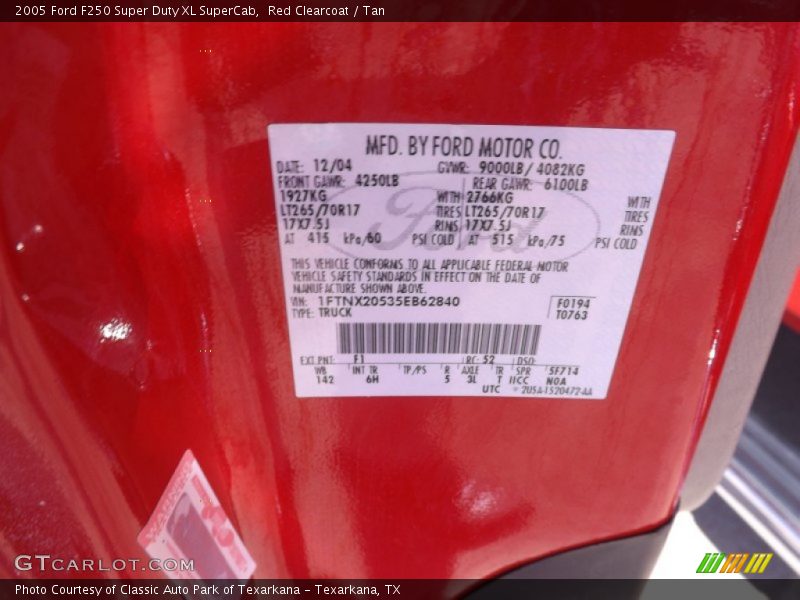 2005 Ford F250 Super Duty XL SuperCab, Red Clearcoat / Tan
MFD. BY FORD MOTOR CO.
DATE: 12/04 GVWR: 9000LB/ 4082KG
FRONT GAWR: 4250LB REAR GAWR: 6100LB
1927KG WITH 2766KG WITH
LT265/70R17 TIRES LT265/70R17 TIRES
17X7.5J RIMS 17X7.5J RIMS
AT 415 kPa/60 PSI COLD AT 515 kPa/75 PSI COLD
THIS VEHICLE CONFORMS TO ALL APPLICABLE FEDERAL MOTOR
VEHICLE SAFETY STANDARDS IN EFFECT ON THE DATE OF
MANUFACTURE SHOWN ABOVE.
VIN: 1FTNX20535EB62840 F0194
TYPE: TRUCK T0763
EXT PNT: F1 RC: 52 DSO:
WB INT TR TP/PS R AXLE TR SPR 5F714
142 6H 5 3L T IICC N0A
UTC
Ford
GTCARLOT.COM
Photo Courtesy of Classic Auto Park of Texarkana - Texarkana, TX